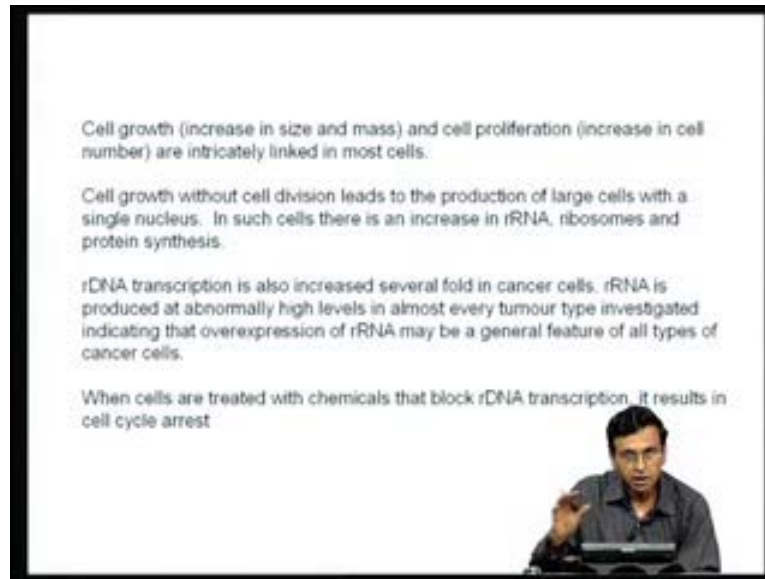 Cell growth (increase in size and mass) and cell proliferation (increase in cell
number) are intricately linked in most cells.
Cell growth without cell division leads to the production of large cells with a
single nucleus. In such cells there is an increase in rRNA, ribosomes and
protein synthesis.
rDNA transcription is also increased several fold in cancer cells. rRNA is
produced at abnormally high levels in almost every tumour type investigated
indicating that overexpression of rRNA may be a general feature of all types of
cancer cells.
When cells are treated with chemicals that block rDNA transcription, it results in
cell cycle arrest